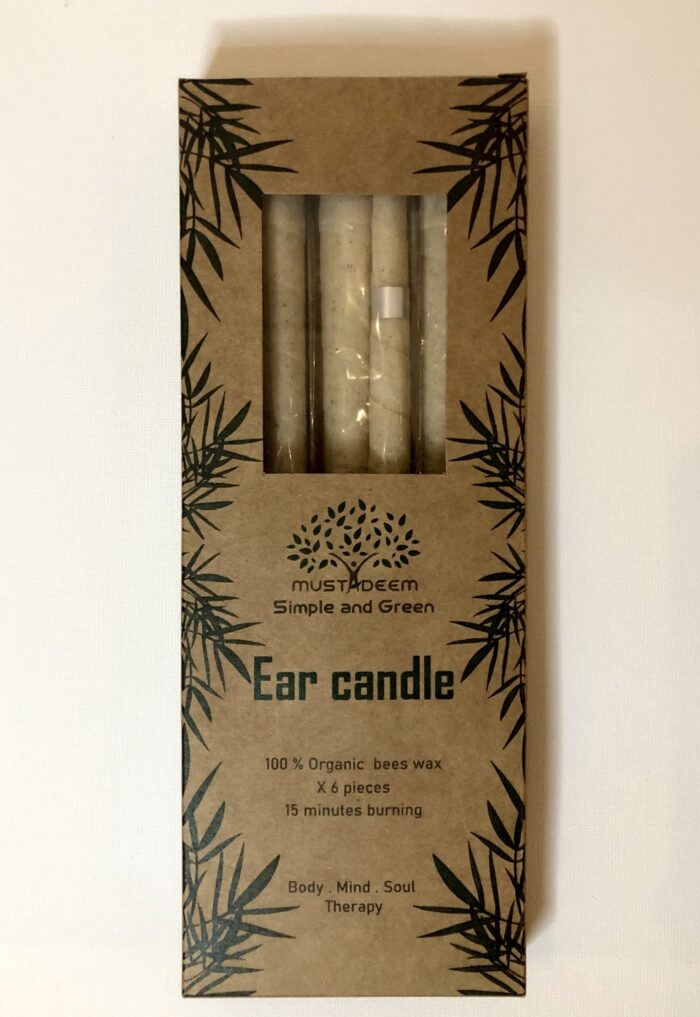 MUSTADEEM
Simple and Green
Ear candle
100 % Organic bees wax
X 6 pieces
15 minutes burning
Body . Mind . Soul
Therapy